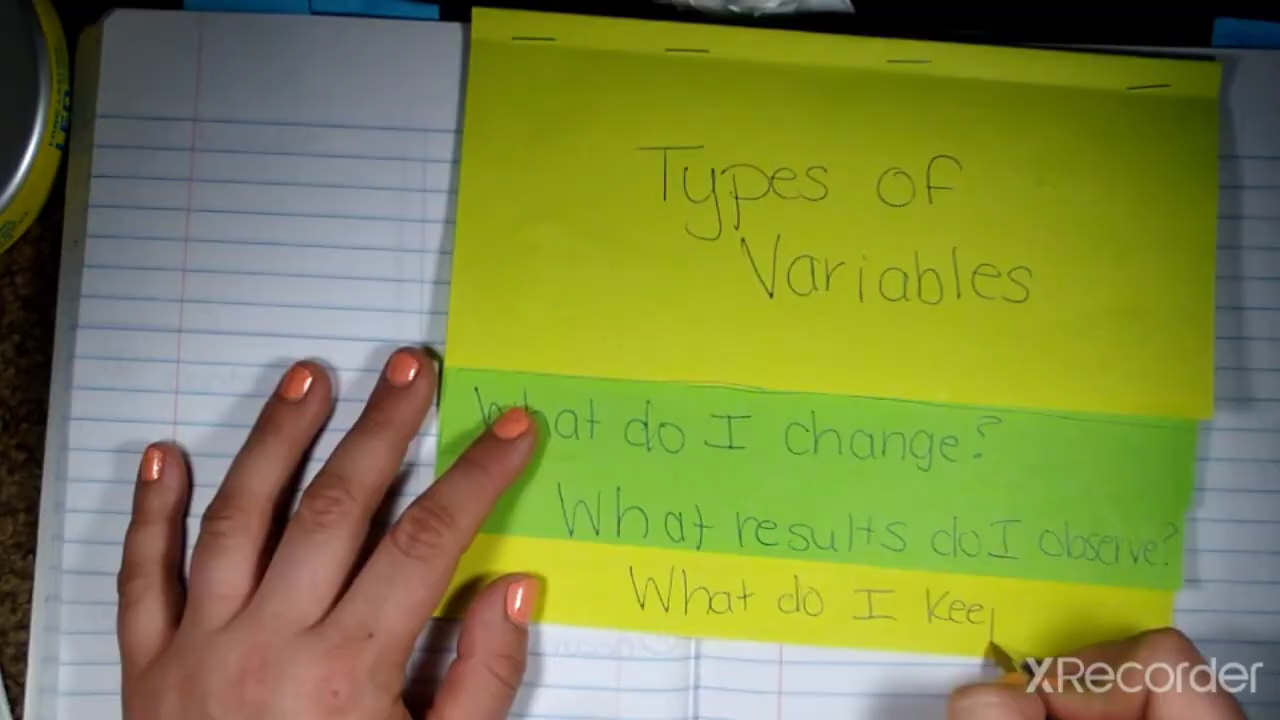 Types of
Variables
What do I change?
What results do I observe?
What do I Kee
XRecorder